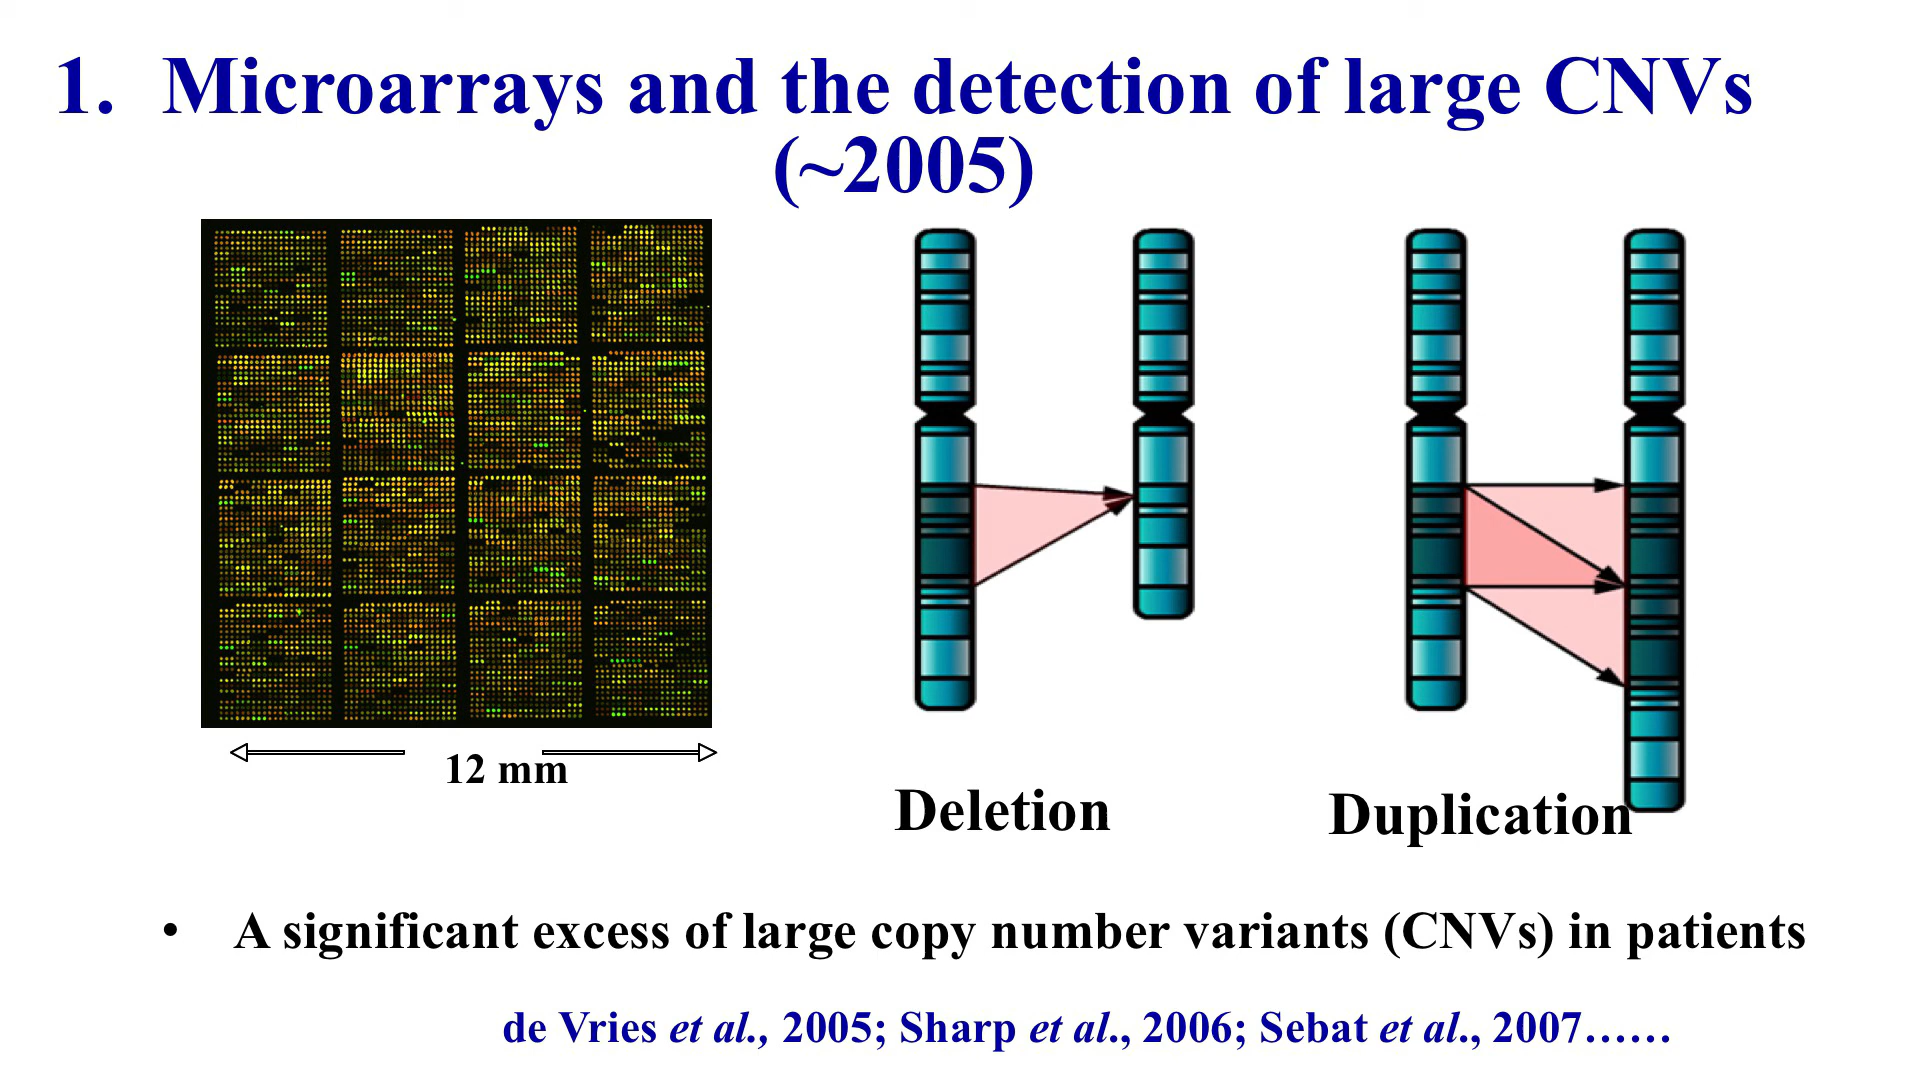 1. Microarrays and the detection of large CNVs
(~2005)
12 mm
Deletion
Duplication
• A significant excess of large copy number variants (CNVs) in patients
de Vries et al., 2005; Sharp et al., 2006; Sebat et al., 2007……